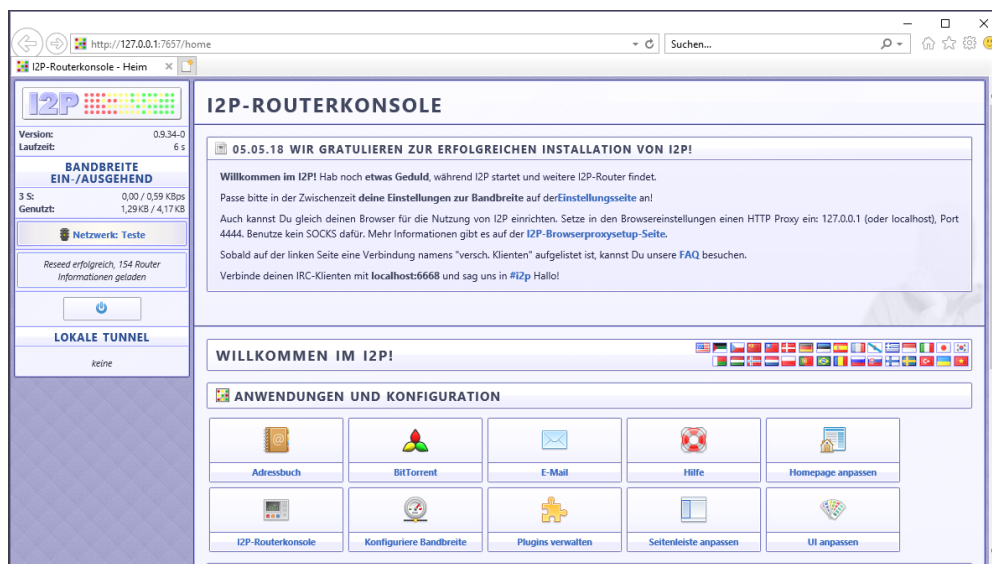 http://127.0.0.1:7657/home
Suchen...
I2P-Routerkonsole - Heim
I2P
Version: 0.9.34-0
Laufzeit: 6 s
BANDBREITE
EIN-/AUSGEHEND
3 S: 0,00 / 0,59 KBps
Genutzt: 1,29 KB / 4,17 KB
Netzwerk: Teste
Reseed erfolgreich, 154 Router
Informationen geladen
LOKALE TUNNEL
keine
I2P-ROUTERKONSOLE
05.05.18 WIR GRATULIEREN ZUR ERFOLGREICHEN INSTALLATION VON I2P!
Willkommen im I2P! Hab noch etwas Geduld, während I2P startet und weitere I2P-Router findet.
Passe bitte in der Zwischenzeit deine Einstellungen zur Bandbreite auf derEinstellungsseite an!
Auch kannst Du gleich deinen Browser für die Nutzung von I2P einrichten. Setze in den Browsereinstellungen einen HTTP Proxy ein: 127.0.0.1 (oder localhost), Port
4444. Benutze kein SOCKS dafür. Mehr Informationen gibt es auf der I2P-Browserproxysetup-Seite.
Sobald auf der linken Seite eine Verbindung namens "versch. Klienten" aufgelistet ist, kannst Du unsere FAQ besuchen.
Verbinde deinen IRC-Klienten mit localhost:6668 und sag uns in #i2p Hallo!
WILLKOMMEN IM I2P!
ANWENDUNGEN UND KONFIGURATION
Adressbuch
BitTorrent
E-Mail
Hilfe
Homepage anpassen
I2P-Routerkonsole
Konfiguriere Bandbreite
Plugins verwalten
Seitenleiste anpassen
UI anpassen